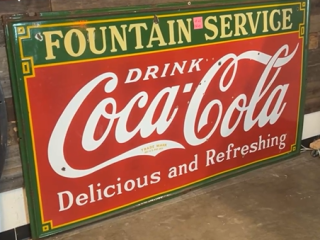 FOUNTAIN SERVICE
DRINK
Coca-Cola
Delicious and Refreshing